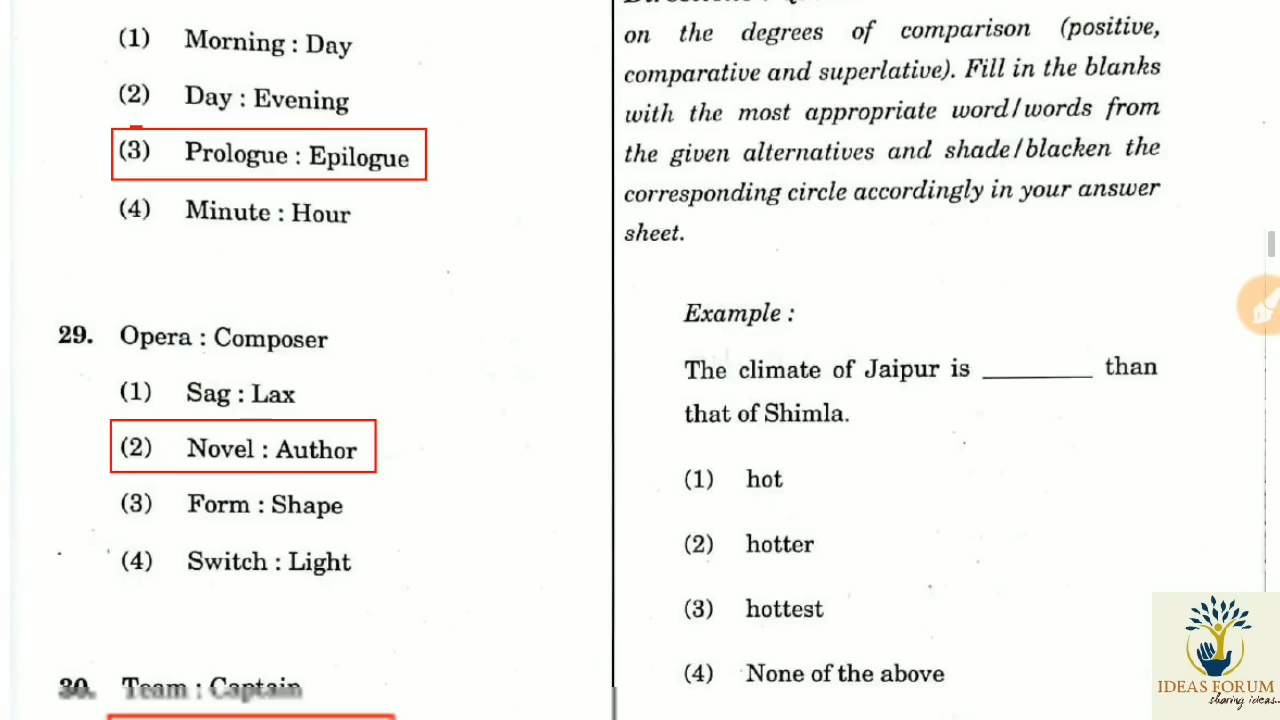 (1) Morning : Day
(2) Day : Evening
(3) Prologue : Epilogue
(4) Minute : Hour
29. Opera : Composer
(1) Sag : Lax
(2) Novel : Author
(3) Form : Shape
(4) Switch : Light
30. Team : Captain
on the degrees of comparison (positive,
comparative and superlative). Fill in the blanks
with the most appropriate word/words from
the given alternatives and shade/blacken the
corresponding circle accordingly in your answer
sheet.
Example :
The climate of Jaipur is ________ than
that of Shimla.
(1) hot
(2) hotter
(3) hottest
(4) None of the above
IDEAS FORUM
sharing ideas...